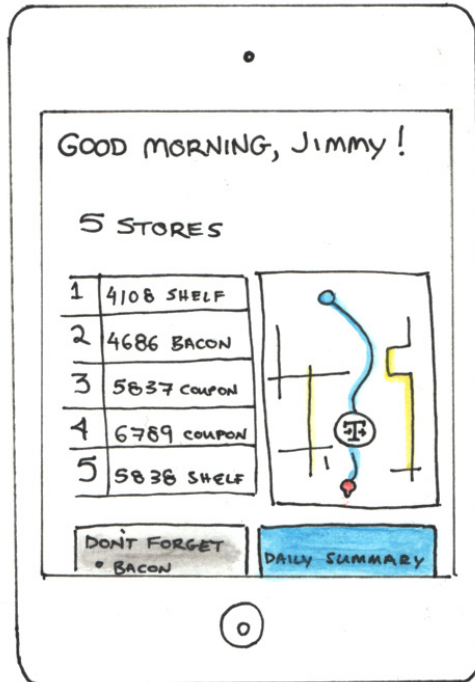 GOOD MORNING, JIMMY!
5 STORES
1 4108 SHELF
2 4686 BACON
3 5837 COUPON
4 6789 COUPON
5 5838 SHELF
T
DON'T FORGET
• BACON
DAILY SUMMARY